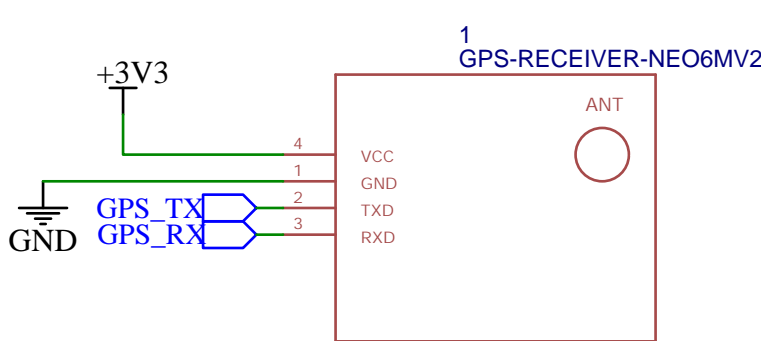 1
GPS-RECEIVER-NEO6MV2
+3V3
ANT
4
VCC
1
GND
GPS_TX
2
TXD
GPS_RX
3
RXD
GND